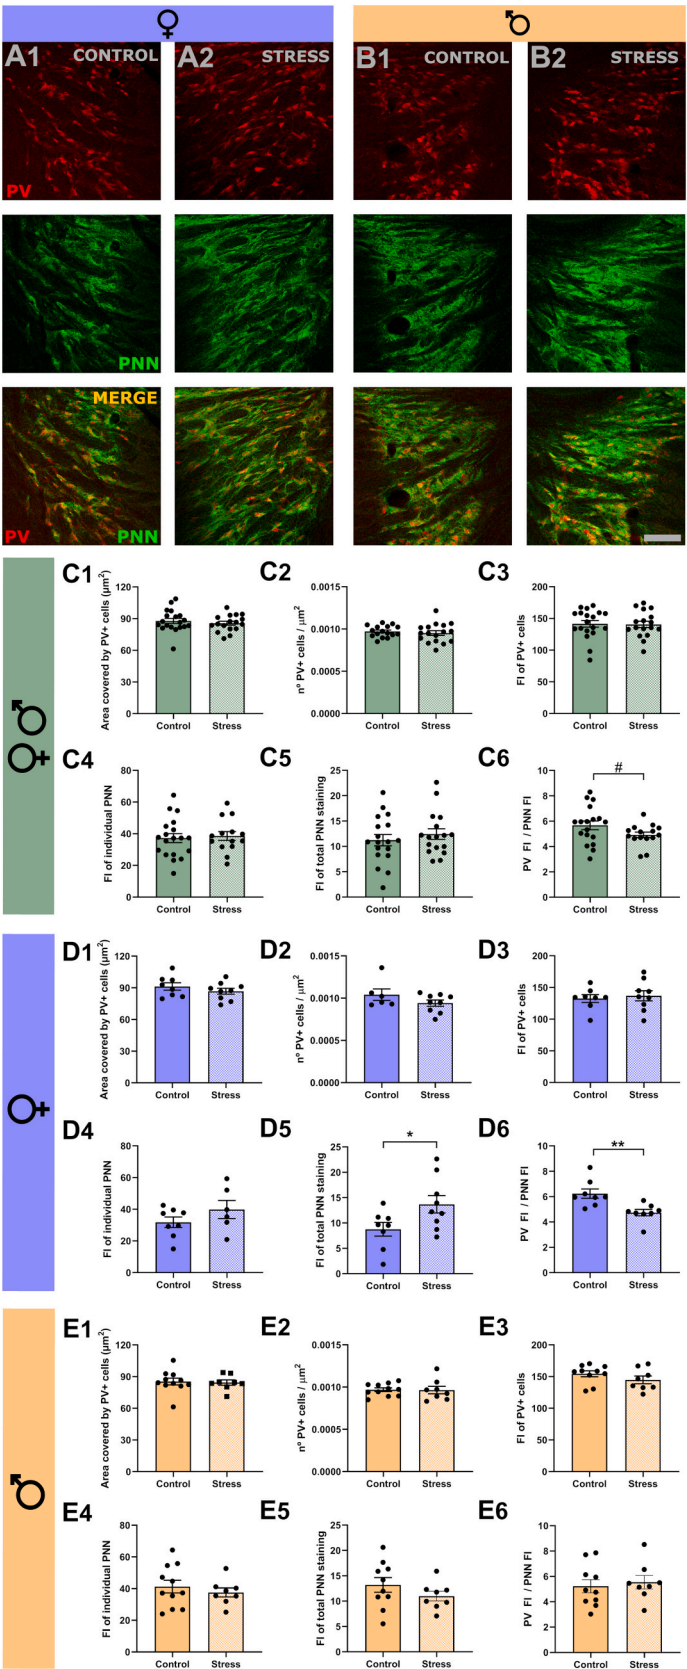 ♀ ♂
A1 CONTROL A2 STRESS B1 CONTROL B2 STRESS
PV
PNN
MERGE
PV PNN
C1 C2 C3
Area covered by PV+ cells (μm²)
120
90
60
30
0
Control Stress
nº PV+ cells / μm²
0.0015
0.0010
0.0005
0.0000
Control Stress
FI of PV+ cells
200
150
100
50
0
Control Stress
C4 C5 C6
FI of individual PNN
80
60
40
20
0
Control Stress
FI of total PNN staining
25
20
15
10
5
0
Control Stress
PV FI / PNN FI
10
8
6
4
2
0
#
Control Stress
♂
♀
D1 D2 D3
Area covered by PV+ cells (μm²)
120
90
60
30
0
Control Stress
nº PV+ cells / μm²
0.0015
0.0010
0.0005
0.0000
Control Stress
FI of PV+ cells
200
150
100
50
0
Control Stress
♀
D4 D5 D6
FI of individual PNN
80
60
40
20
0
Control Stress
FI of total PNN staining
25
20
15
10
5
0
*
Control Stress
PV FI / PNN FI
10
8
6
4
2
0
**
Control Stress
E1 E2 E3
Area covered by PV+ cells (μm²)
120
90
60
30
0
Control Stress
nº PV+ cells / μm²
0.0015
0.0010
0.0005
0.0000
Control Stress
FI of PV+ cells
200
150
100
50
0
Control Stress
♂
E4 E5 E6
FI of individual PNN
80
60
40
20
0
Control Stress
FI of total PNN staining
25
20
15
10
5
0
Control Stress
PV FI / PNN FI
10
8
6
4
2
0
Control Stress